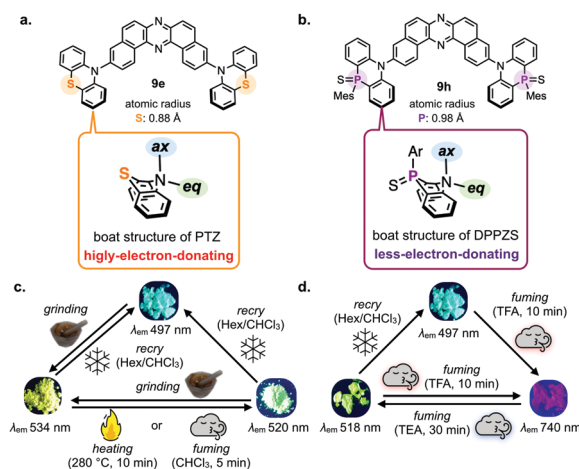 a.
N
N
N
N
S
S
9e
atomic radius
S: 0.88 Å
ax
S
N
eq
boat structure of PTZ
higly-electron-donating
b.
N
N
N
N
S=P
P=S
Mes
Mes
9h
atomic radius
P: 0.98 Å
Ar
ax
S=P
N
eq
boat structure of DPPZS
less-electron-donating
c.
grinding
λem 497 nm
recry
(Hex/CHCl3)
recry
(Hex/CHCl3)
grinding
λem 534 nm
λem 520 nm
heating
(280 °C, 10 min)
or
fuming
(CHCl3, 5 min)
d.
recry
(Hex/CHCl3)
λem 497 nm
fuming
(TFA, 10 min)
fuming
(TFA, 10 min)
λem 518 nm
λem 740 nm
fuming
(TEA, 30 min)